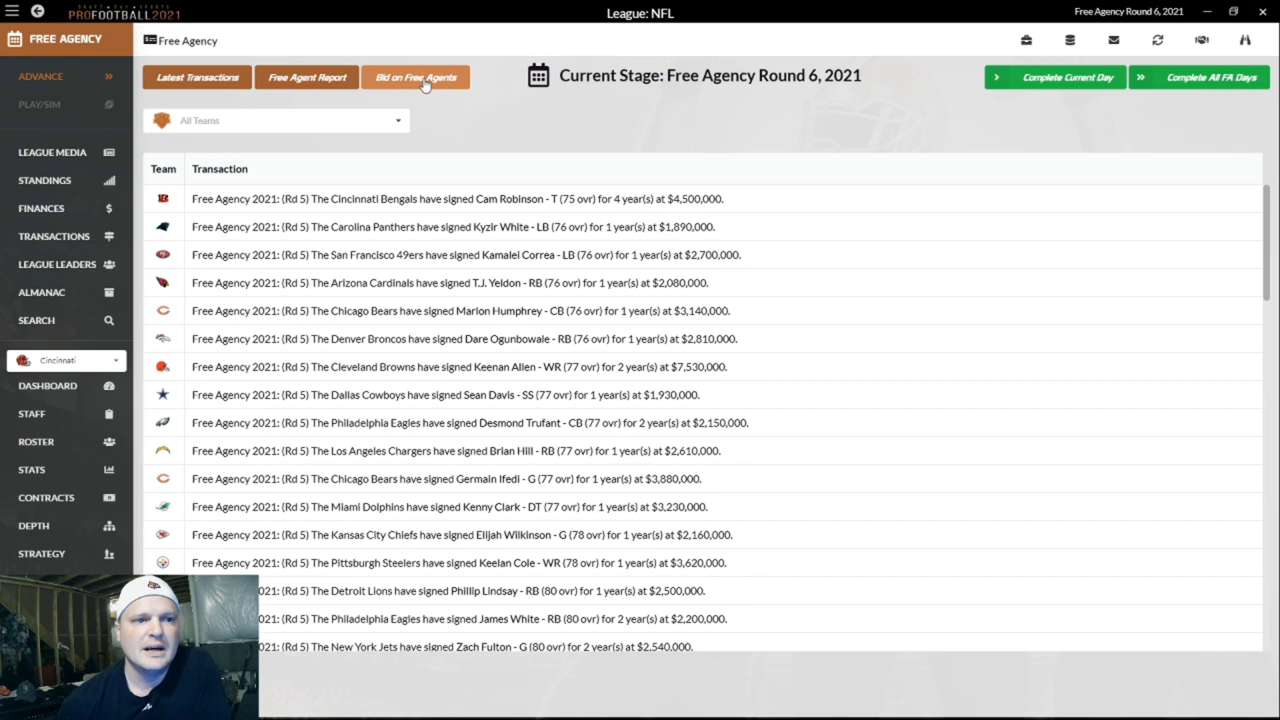 DRAFT DAY SPORTS
PROFOOTBALL2021
League: NFL
Free Agency Round 6, 2021
FREE AGENCY
Free Agency
ADVANCE
PLAY/SIM
LEAGUE MEDIA
STANDINGS
FINANCES
TRANSACTIONS
LEAGUE LEADERS
ALMANAC
SEARCH
Cincinnati
DASHBOARD
STAFF
ROSTER
STATS
CONTRACTS
DEPTH
STRATEGY
Latest Transactions
Free Agent Report
Bid on Free Agents
Current Stage: Free Agency Round 6, 2021
Complete Current Day
Complete All FA Days
All Teams
Team Transaction
Free Agency 2021: (Rd 5) The Cincinnati Bengals have signed Cam Robinson - T (75 ovr) for 4 year(s) at $4,500,000.
Free Agency 2021: (Rd 5) The Carolina Panthers have signed Kyzir White - LB (76 ovr) for 1 year(s) at $1,890,000.
Free Agency 2021: (Rd 5) The San Francisco 49ers have signed Kamalei Correa - LB (76 ovr) for 1 year(s) at $2,700,000.
Free Agency 2021: (Rd 5) The Arizona Cardinals have signed T.J. Yeldon - RB (76 ovr) for 1 year(s) at $2,080,000.
Free Agency 2021: (Rd 5) The Chicago Bears have signed Marlon Humphrey - CB (76 ovr) for 1 year(s) at $3,140,000.
Free Agency 2021: (Rd 5) The Denver Broncos have signed Dare Ogunbowale - RB (76 ovr) for 1 year(s) at $2,810,000.
Free Agency 2021: (Rd 5) The Cleveland Browns have signed Keenan Allen - WR (77 ovr) for 2 year(s) at $7,530,000.
Free Agency 2021: (Rd 5) The Dallas Cowboys have signed Sean Davis - SS (77 ovr) for 1 year(s) at $1,930,000.
Free Agency 2021: (Rd 5) The Philadelphia Eagles have signed Desmond Trufant - CB (77 ovr) for 2 year(s) at $2,150,000.
Free Agency 2021: (Rd 5) The Los Angeles Chargers have signed Brian Hill - RB (77 ovr) for 1 year(s) at $2,610,000.
Free Agency 2021: (Rd 5) The Chicago Bears have signed Germain Ifedi - G (77 ovr) for 1 year(s) at $3,880,000.
Free Agency 2021: (Rd 5) The Miami Dolphins have signed Kenny Clark - DT (77 ovr) for 1 year(s) at $3,230,000.
Free Agency 2021: (Rd 5) The Kansas City Chiefs have signed Elijah Wilkinson - G (78 ovr) for 1 year(s) at $2,160,000.
Free Agency 2021: (Rd 5) The Pittsburgh Steelers have signed Keelan Cole - WR (78 ovr) for 1 year(s) at $3,620,000.
021: (Rd 5) The Detroit Lions have signed Phillip Lindsay - RB (80 ovr) for 1 year(s) at $2,500,000.
021: (Rd 5) The Philadelphia Eagles have signed James White - RB (80 ovr) for 2 year(s) at $2,200,000.
021: (Rd 5) The New York Jets have signed Zach Fulton - G (80 ovr) for 2 year(s) at $2,540,000.